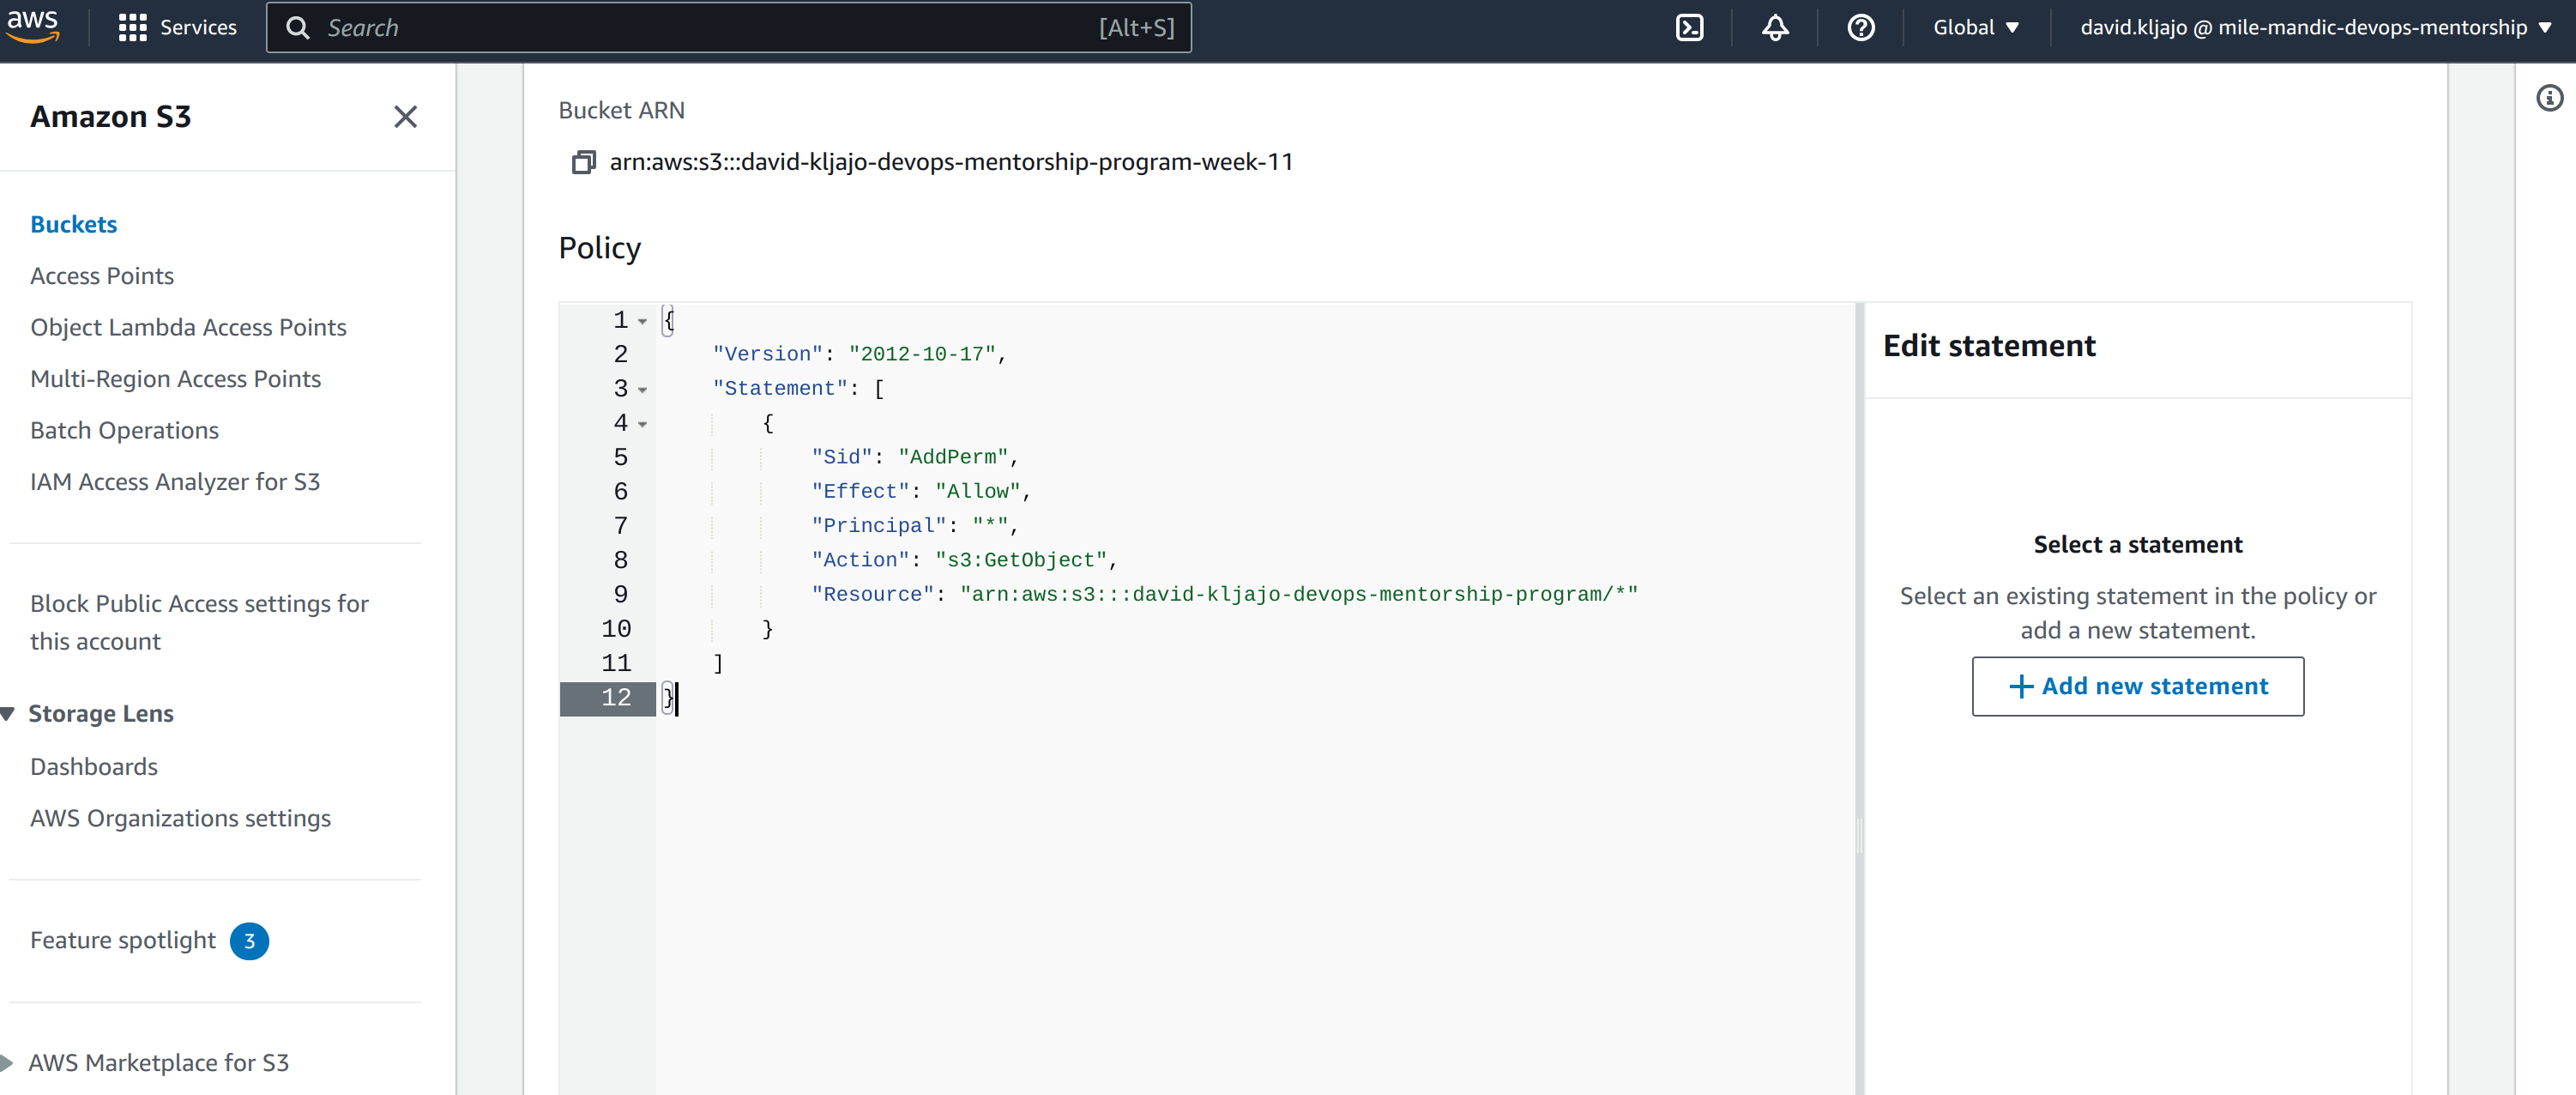 aws
Services
Search
[Alt+S]
Global
david.kljajo @ mile-mandic-devops-mentorship
Amazon S3
Buckets
Access Points
Object Lambda Access Points
Multi-Region Access Points
Batch Operations
IAM Access Analyzer for S3
Block Public Access settings for
this account
Storage Lens
Dashboards
AWS Organizations settings
Feature spotlight 3
AWS Marketplace for S3
Bucket ARN
arn:aws:s3:::david-kljajo-devops-mentorship-program-week-11
Policy
1 {
2     "Version": "2012-10-17",
3     "Statement": [
4         {
5             "Sid": "AddPerm",
6             "Effect": "Allow",
7             "Principal": "*",
8             "Action": "s3:GetObject",
9             "Resource": "arn:aws:s3:::david-kljajo-devops-mentorship-program/*"
10         }
11     ]
12 }
Edit statement
Select a statement
Select an existing statement in the policy or
add a new statement.
+ Add new statement